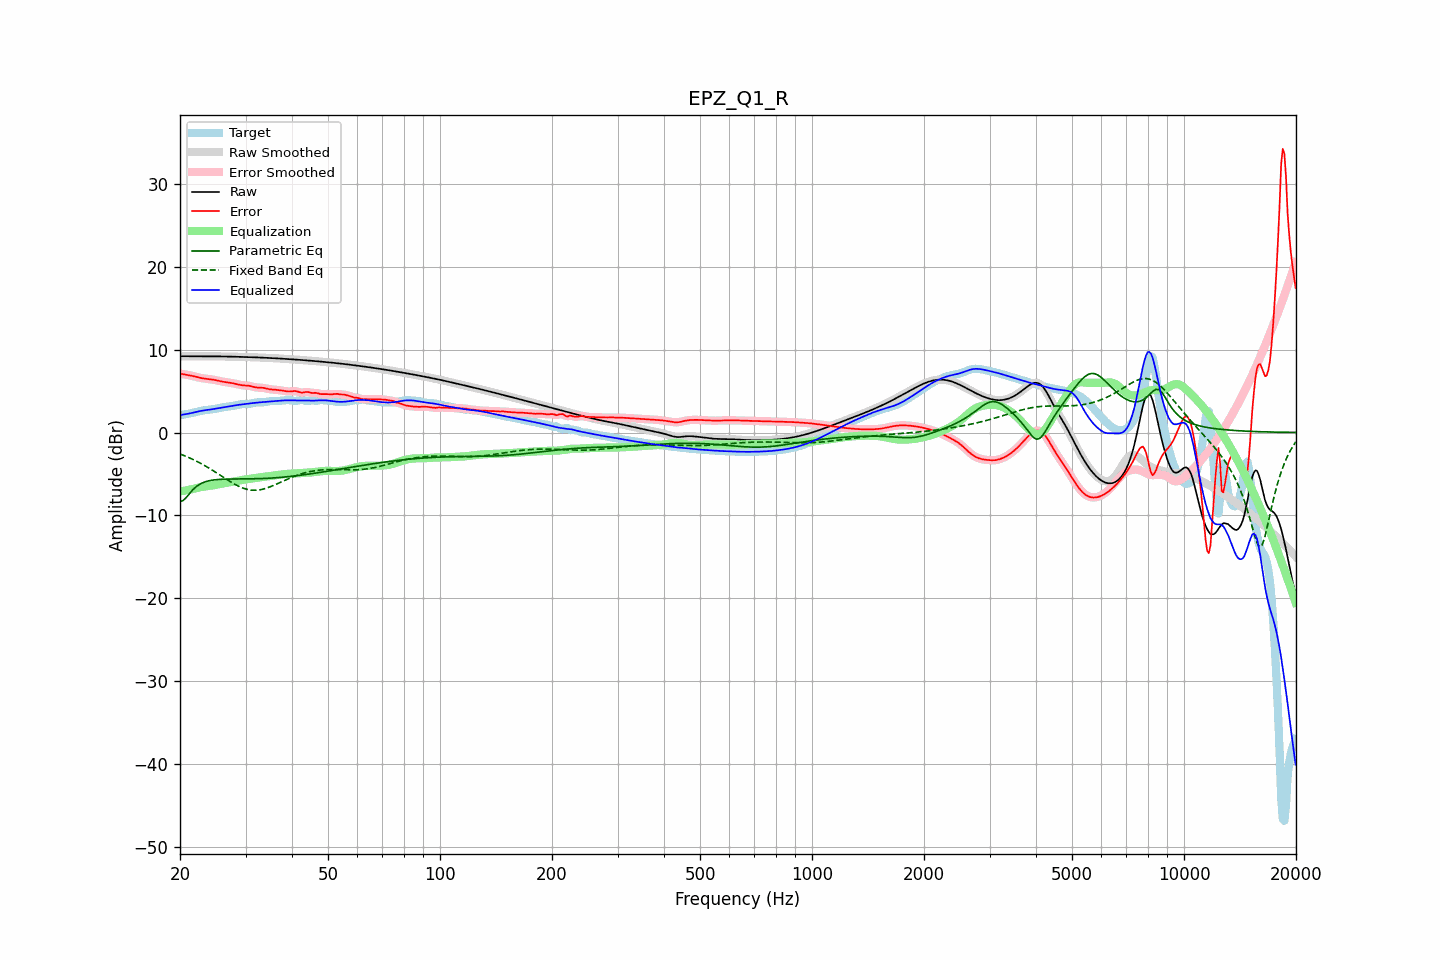 EPZ_Q1_R
Target
Raw Smoothed
Error Smoothed
Raw
Error
Equalization
Parametric Eq
Fixed Band Eq
Equalized
30
20
10
0
−10
−20
−30
−40
−50
Amplitude (dBr)
20 50 100 200 500 1000 2000 5000 10000 20000
Frequency (Hz)